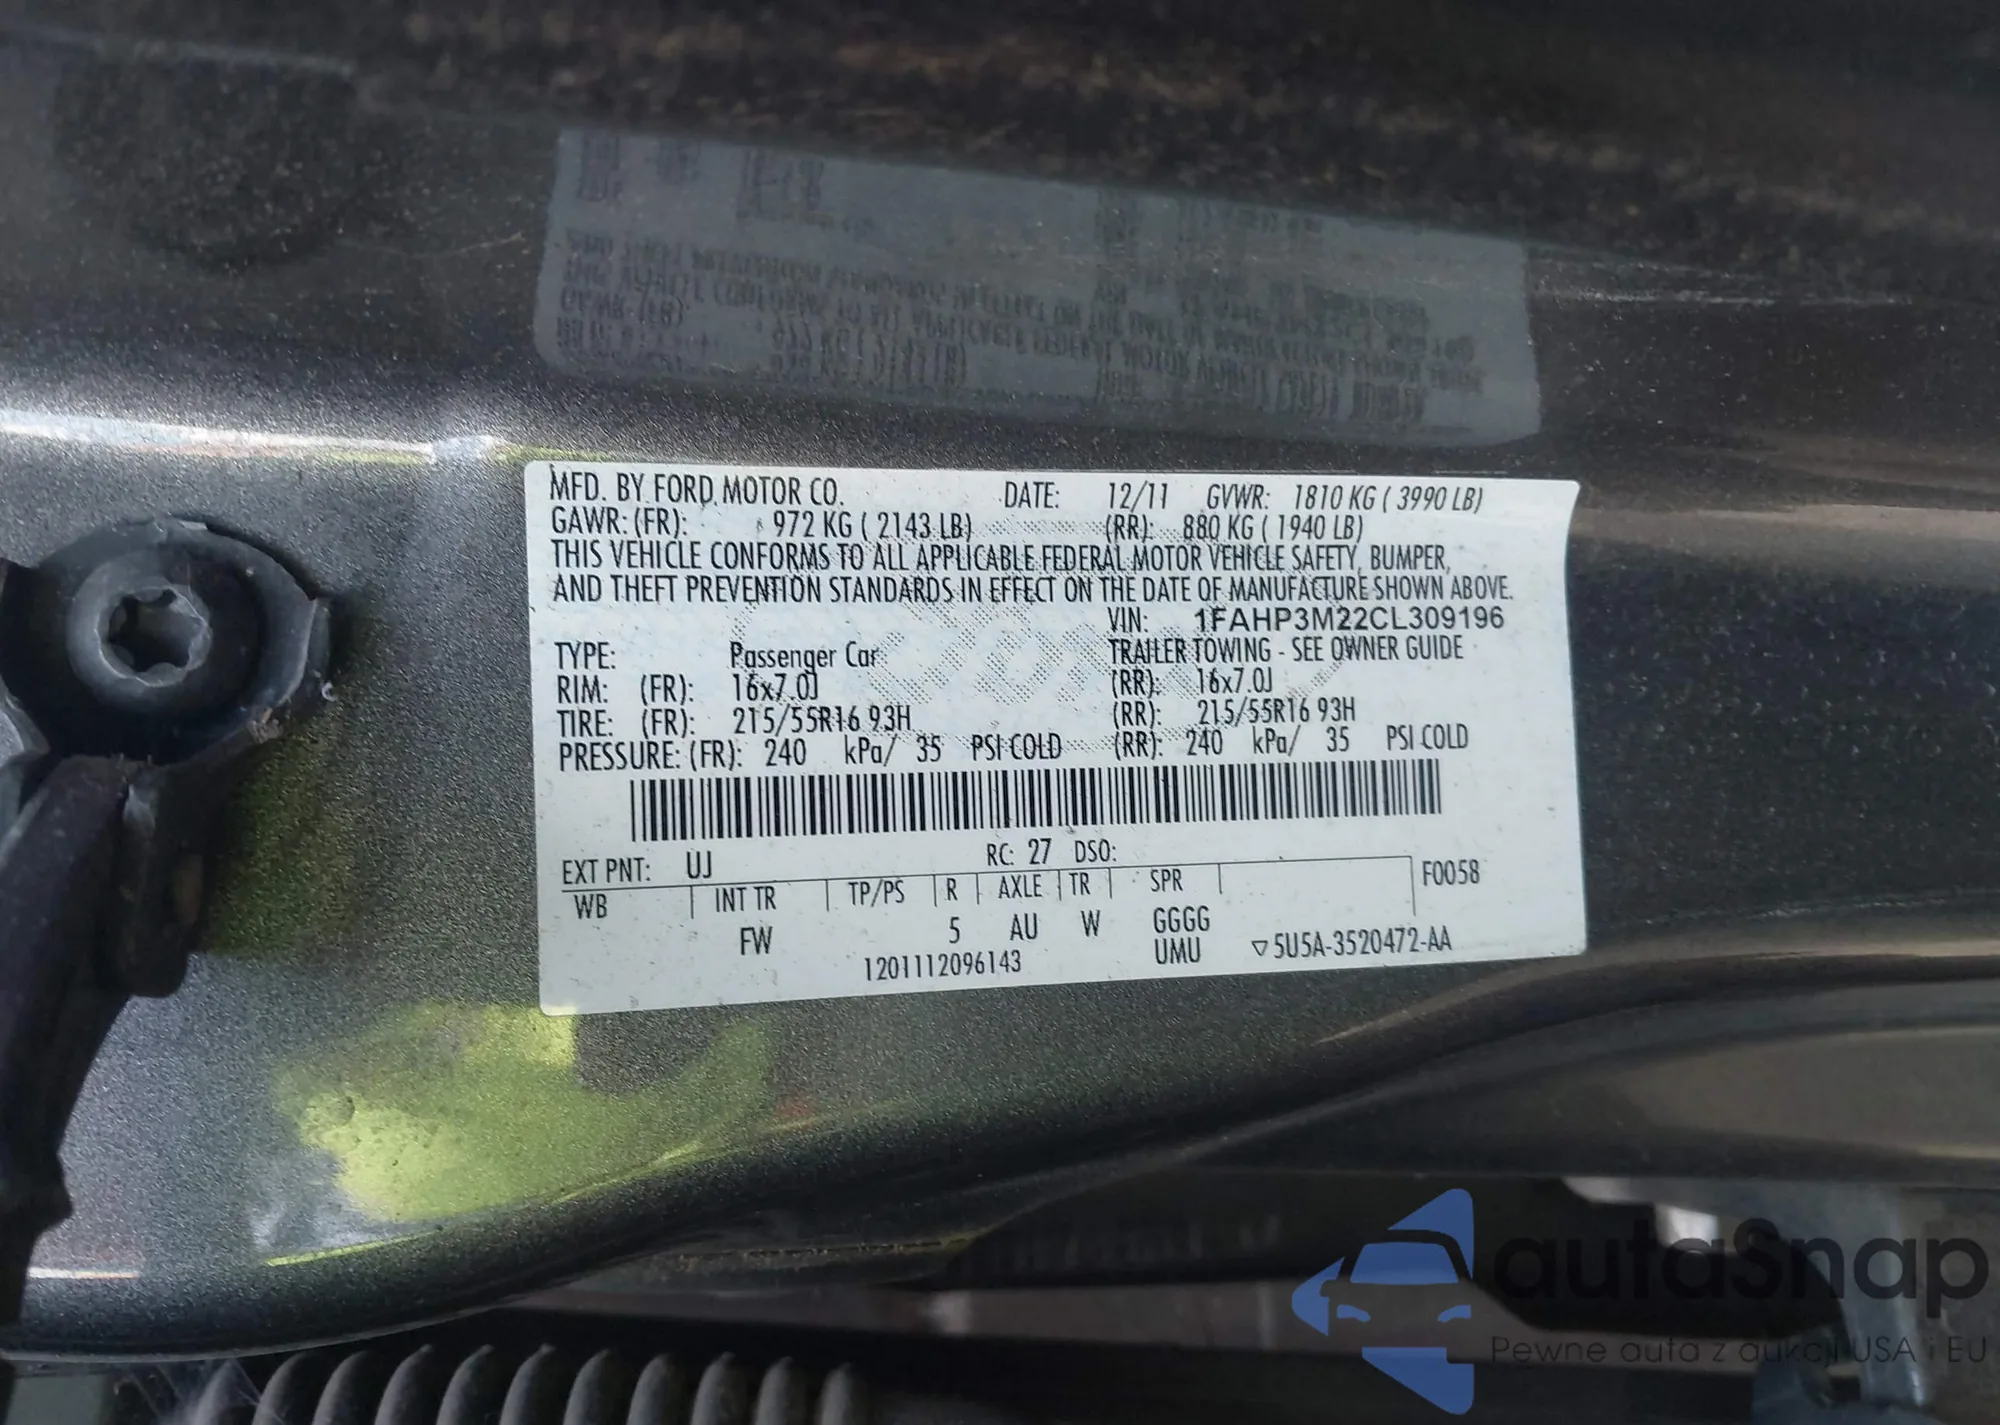 MFD. BY FORD MOTOR CO. DATE: 12/11 GVWR: 1810 KG ( 3990 LB)
GAWR: (FR): 972 KG ( 2143 LB) (RR): 880 KG ( 1940 LB)
THIS VEHICLE CONFORMS TO ALL APPLICABLE FEDERAL MOTOR VEHICLE SAFETY, BUMPER,
AND THEFT PREVENTION STANDARDS IN EFFECT ON THE DATE OF MANUFACTURE SHOWN ABOVE.
VIN: 1FAHP3M22CL309196
TYPE: Passenger Car TRAILER TOWING - SEE OWNER GUIDE
RIM: (FR): 16x7.0J (RR): 16x7.0J
TIRE: (FR): 215/55R16 93H (RR): 215/55R16 93H
PRESSURE: (FR): 240 kPa/ 35 PSI COLD (RR): 240 kPa/ 35 PSI COLD
EXT PNT: UJ RC: 27 DSO:
WB INT TR TP/PS R AXLE TR SPR F0058
FW 5 AU W GGGG
1201112096143 UMU ▽5U5A-3520472-AA
autaSnap
Pewne auta z aukcji USA i EU